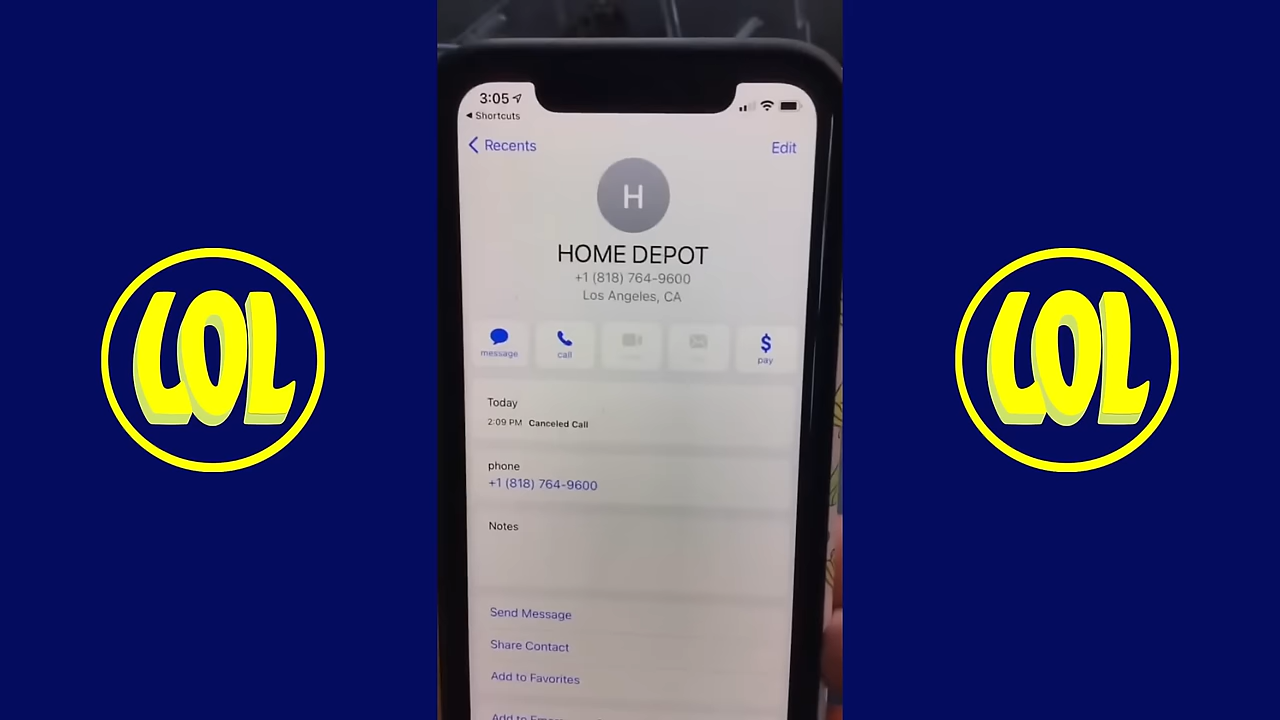 LOL
LOL
3:05
Shortcuts
Recents
Edit
H
HOME DEPOT
+1 (818) 764-9600
Los Angeles, CA
message
call
$
pay
Today
2:09 PM Canceled Call
phone
+1 (818) 764-9600
Notes
Send Message
Share Contact
Add to Favorites
Add to